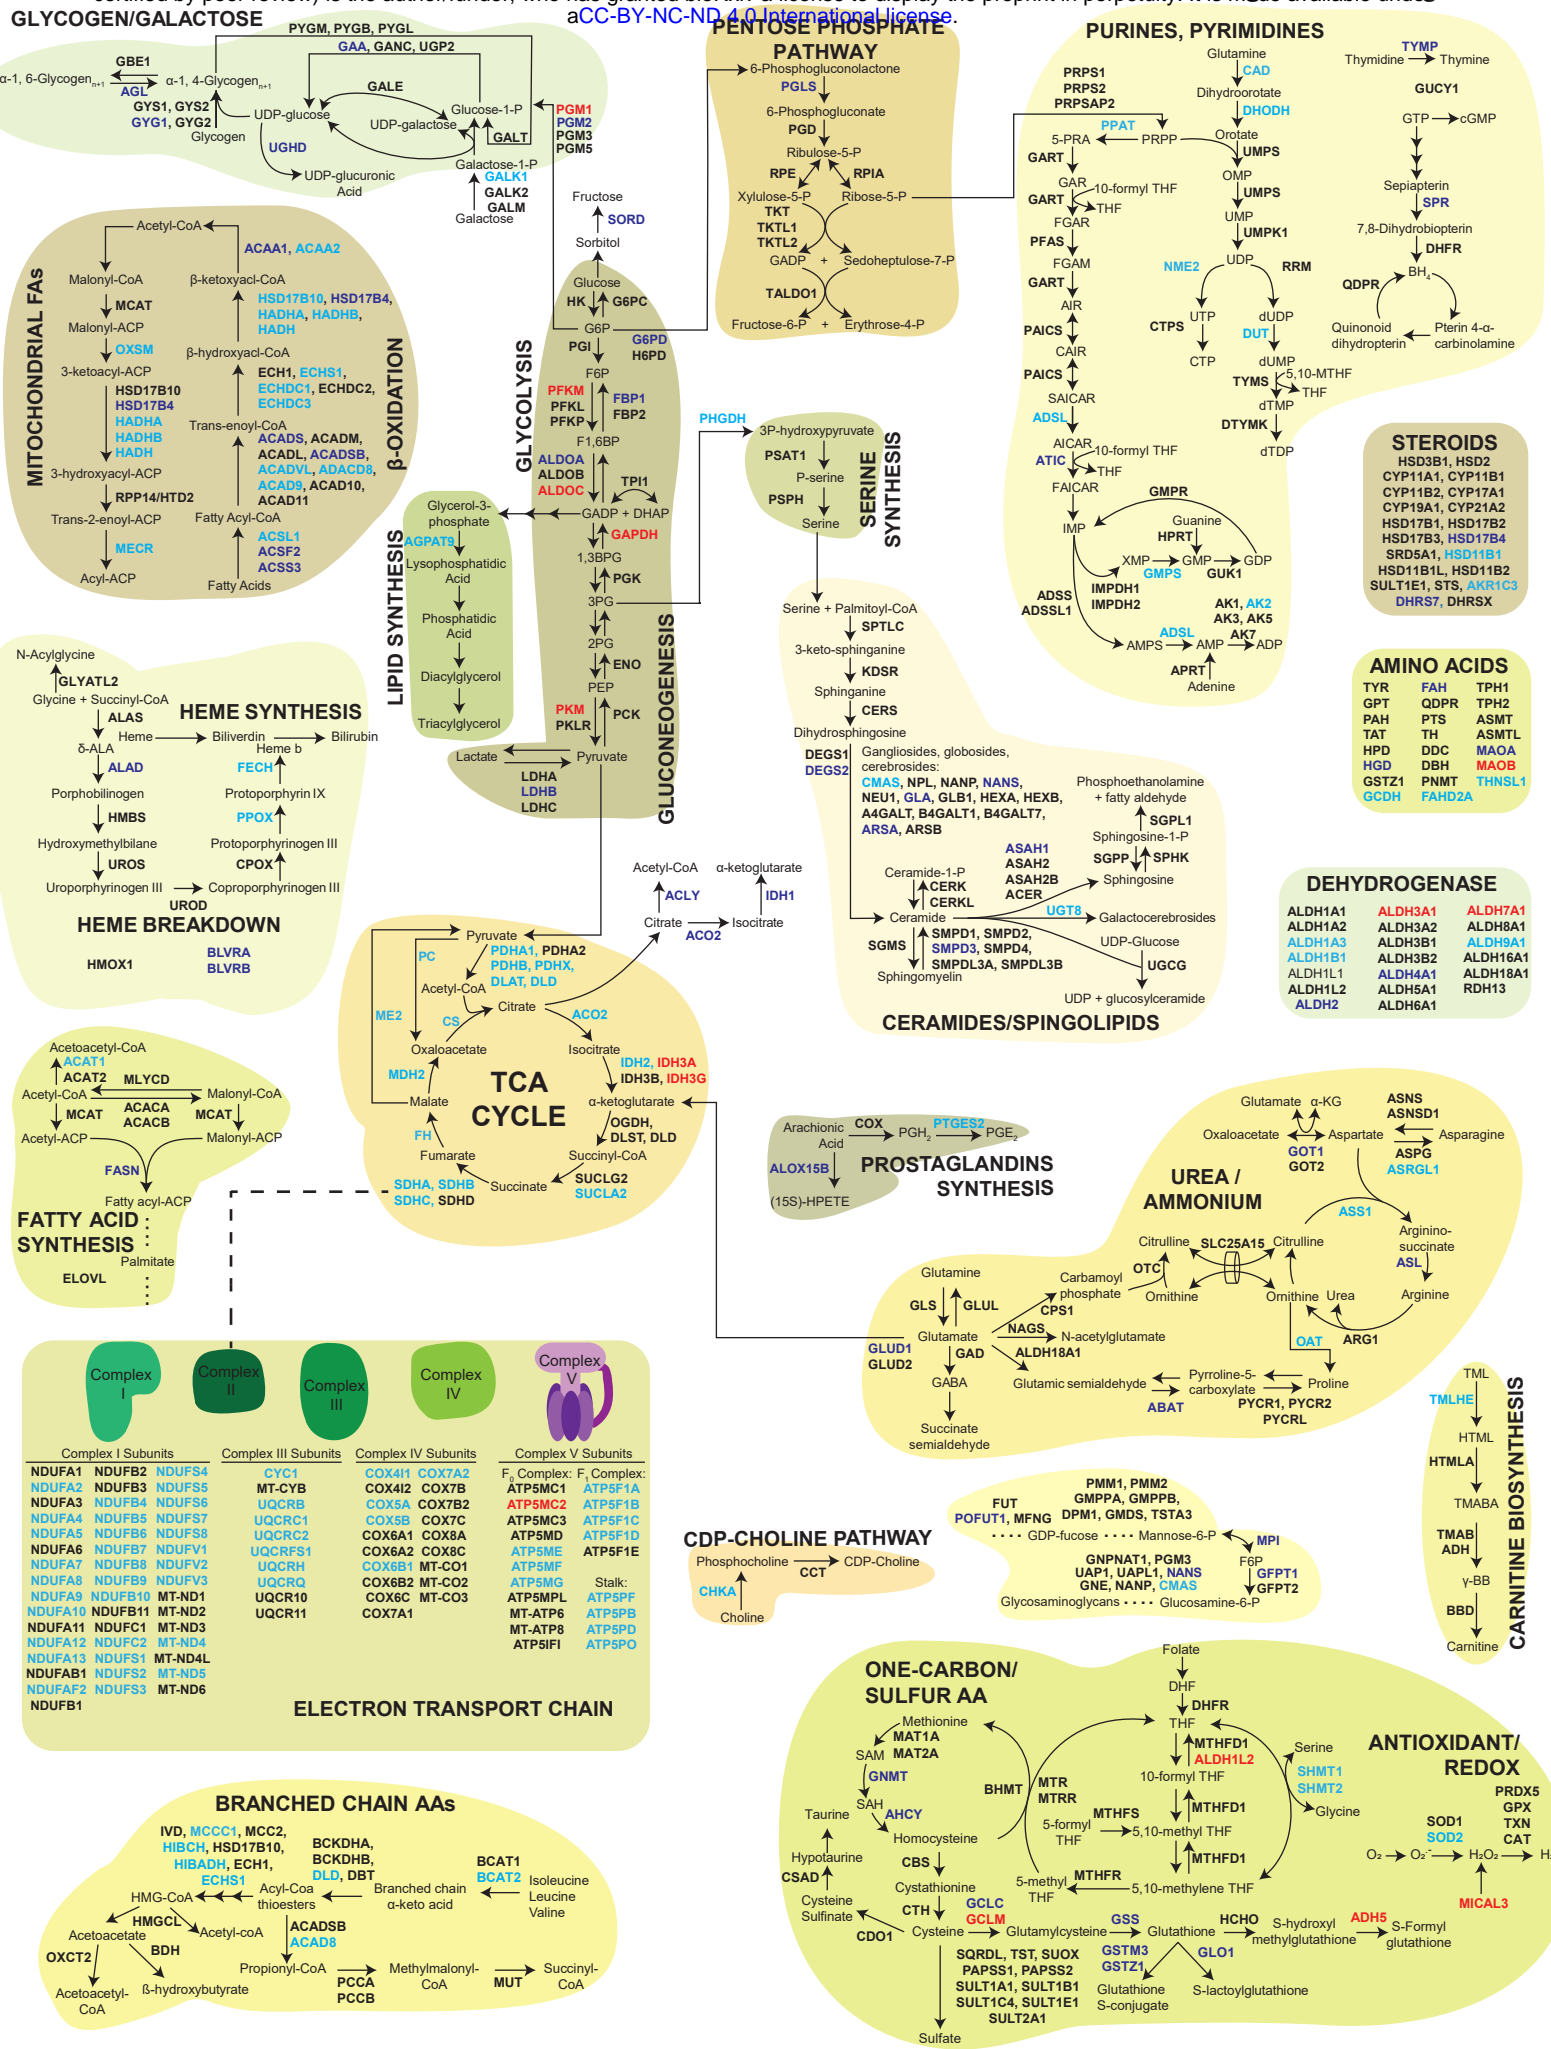 certified by peer review) is the author/funder, who has granted bioRxiv a license to display the preprint in perpetuity. It is made available under
aCC-BY-NC-ND 4.0 International license.
GLYCOGEN/GALACTOSE
PYGM, PYGB, PYGL
GAA, GANC, UGP2
GBE1
α-1, 6-Glycogenn+1
α-1, 4-Glycogenn+1
AGL
GYS1, GYS2
GYG1, GYG2
Glycogen
GALE
UDP-glucose
UDP-galactose
Glucose-1-P
GALT
PGM1
PGM2
PGM3
PGM5
UGHD
UDP-glucuronic
Acid
Galactose-1-P
GALK1
GALK2
GALM
Galactose
PENTOSE PHOSPHATE
PATHWAY
6-Phosphogluconolactone
PGLS
6-Phosphogluconate
PGD
Ribulose-5-P
RPE
RPIA
Xylulose-5-P
Ribose-5-P
TKT
TKTL1
TKTL2
GADP + Sedoheptulose-7-P
TALDO1
Fructose-6-P + Erythrose-4-P
PURINES, PYRIMIDINES
Glutamine
CAD
Dihydroorotate
DHODH
Orotate
UMPS
OMP
UMPS
UMP
UMPK1
UDP
NME2
RRM
UTP
dUDP
CTPS
DUT
CTP
dUMP
TYMS
5,10-MTHF
THF
dTMP
DTYMK
dTDP
PRPS1
PRPS2
PRPSAP2
PPAT
5-PRA
PRPP
GART
GAR
GART
10-formyl THF
THF
FGAR
PFAS
FGAM
GART
AIR
PAICS
CAIR
PAICS
SAICAR
ADSL
AICAR
10-formyl THF
ATIC
THF
FAICAR
IMP
GMPR
Guanine
HPRT
XMP
GMP
GDP
GMPS
GUK1
IMPDH1
IMPDH2
ADSS
ADSSL1
AK1, AK2
AK3, AK5
AK7
ADSL
AMPS
AMP
ADP
APRT
Adenine
TYMP
Thymidine
Thymine
GUCY1
GTP
cGMP
Sepiapterin
SPR
7,8-Dihydrobiopterin
DHFR
BH4
QDPR
Quinonoid
dihydropterin
Pterin 4-α-
carbinolamine
MITOCHONDRIAL FAs
Acetyl-CoA
Malonyl-CoA
MCAT
Malonyl-ACP
OXSM
3-ketoacyl-ACP
HSD17B10
HSD17B4
HADHA
HADHB
HADH
3-hydroxyacyl-ACP
RPP14/HTD2
Trans-2-enoyl-ACP
MECR
Acyl-ACP
β-OXIDATION
ACAA1, ACAA2
β-ketoyacl-CoA
HSD17B10, HSD17B4,
HADHA, HADHB,
HADH
β-hydroxyacl-CoA
ECH1, ECHS1,
ECHDC1, ECHDC2,
ECHDC3
Trans-enoyl-CoA
ACADS, ACADM,
ACADL, ACADSB,
ACADVL, ADACD8,
ACAD9, ACAD10,
ACAD11
Fatty Acyl-CoA
ACSL1
ACSF2
ACSS3
Fatty Acids
GLYCOLYSIS
GLUCONEOGENESIS
Fructose
SORD
Sorbitol
Glucose
HK
G6PC
G6P
PGI
G6PD
H6PD
F6P
PFKM
PFKL
PFKP
FBP1
FBP2
F1,6BP
ALDOA
ALDOB
ALDOC
TPI1
GADP + DHAP
GAPDH
1,3BPG
PGK
3PG
2PG
ENO
PEP
PKM
PKLR
PCK
Lactate
Pyruvate
LDHA
LDHB
LDHC
LIPID SYNTHESIS
Glycerol-3-
phosphate
AGPAT9
Lysophosphatidic
Acid
Phosphatidic
Acid
Diacylglycerol
Triacylglycerol
SERINE
SYNTHESIS
PHGDH
3P-hydroxypyruvate
PSAT1
P-serine
PSPH
Serine
STEROIDS
HSD3B1, HSD2
CYP11A1, CYP11B1
CYP11B2, CYP17A1
CYP19A1, CYP21A2
HSD17B1, HSD17B2
HSD17B3, HSD17B4
SRD5A1, HSD11B1
HSD11B1L, HSD11B2
SULT1E1, STS, AKR1C3
DHRS7, DHRSX
AMINO ACIDS
TYR FAH TPH1
GPT QDPR TPH2
PAH PTS ASMT
TAT TH ASMTL
HPD DDC MAOA
HGD DBH MAOB
GSTZ1 PNMT THNSL1
GCDH FAHD2A
DEHYDROGENASE
ALDH1A1 ALDH3A1 ALDH7A1
ALDH1A2 ALDH3A2 ALDH8A1
ALDH1A3 ALDH3B1 ALDH9A1
ALDH1B1 ALDH3B2 ALDH16A1
ALDH1L1 ALDH4A1 ALDH18A1
ALDH1L2 ALDH5A1 RDH13
ALDH2 ALDH6A1
HEME SYNTHESIS
N-Acylglycine
GLYATL2
Glycine + Succinyl-CoA
ALAS
δ-ALA
ALAD
Porphobilinogen
HMBS
Hydroxymethylbilane
UROS
Uroporphyrinogen III
UROD
Coproporphyrinogen III
CPOX
Protoporphyrinogen III
PPOX
Protoporphyrin IX
FECH
Heme b
Heme
Biliverdin
Bilirubin
HEME BREAKDOWN
HMOX1
BLVRA
BLVRB
Serine + Palmitoyl-CoA
SPTLC
3-keto-sphinganine
KDSR
Sphinganine
CERS
Dihydrosphingosine
DEGS1
DEGS2
Gangliosides, globosides,
cerebrosides:
CMAS, NPL, NANP, NANS,
NEU1, GLA, GLB1, HEXA, HEXB,
A4GALT, B4GALT1, B4GALT7,
ARSA, ARSB
Phosphoethanolamine
+ fatty aldehyde
SGPL1
Sphingosine-1-P
SGPP
SPHK
Sphingosine
ASAH1
ASAH2
ASAH2B
ACER
Ceramide-1-P
CERK
CERKL
Ceramide
UGT8
Galactocerebrosides
SGMS
SMPD1, SMPD2,
SMPD3, SMPD4,
SMPDL3A, SMPDL3B
Sphingomyelin
UDP-Glucose
UGCG
UDP + glucosylceramide
CERAMIDES/SPINGOLIPIDS
Acetyl-CoA
α-ketoglutarate
ACLY
IDH1
Citrate
Isocitrate
ACO2
TCA
CYCLE
Pyruvate
PC
PDHA1, PDHA2
PDHB, PDHX,
DLAT, DLD
Acetyl-CoA
ME2
CS
Citrate
ACO2
Oxaloacetate
Isocitrate
MDH2
IDH2, IDH3A
IDH3B, IDH3G
Malate
α-ketoglutarate
FH
OGDH,
DLST, DLD
Fumarate
Succinyl-CoA
SDHA, SDHB
SDHC, SDHD
Succinate
SUCLG2
SUCLA2
Acetoacetyl-CoA
ACAT1
ACAT2
MLYCD
Acetyl-CoA
Malonyl-CoA
ACACA
ACACB
MCAT
MCAT
Acetyl-ACP
Malonyl-ACP
FASN
Fatty acyl-ACP
FATTY ACID
SYNTHESIS
Palmitate
ELOVL
Arachionic
Acid
COX
PGH2
PTGES2
PGE2
ALOX15B
(15S)-HPETE
PROSTAGLANDINS
SYNTHESIS
UREA /
AMMONIUM
Glutamate
α-KG
ASNS
ASNSD1
Oxaloacetate
Aspartate
Asparagine
GOT1
GOT2
ASPG
ASRGL1
ASS1
Arginino-
succinate
ASL
Arginine
Citrulline
SLC25A15
Citrulline
OTC
Ornithine
Ornithine
Urea
ARG1
OAT
Carbamoyl
phosphate
CPS1
Glutamine
GLS
GLUL
Glutamate
GLUD1
GLUD2
NAGS
N-acetylglutamate
GAD
ALDH18A1
GABA
Glutamic semialdehyde
Pyrroline-5-
carboxylate
Proline
ABAT
PYCR1, PYCR2
PYCRL
Succinate
semialdehyde
Complex
I
Complex
II
Complex
III
Complex
IV
Complex
V
Complex I Subunits
NDUFA1 NDUFB2 NDUFS4
NDUFA2 NDUFB3 NDUFS5
NDUFA3 NDUFB4 NDUFS6
NDUFA4 NDUFB5 NDUFS7
NDUFA5 NDUFB6 NDUFS8
NDUFA6 NDUFB7 NDUFV1
NDUFA7 NDUFB8 NDUFV2
NDUFA8 NDUFB9 NDUFV3
NDUFA9 NDUFB10 MT-ND1
NDUFA10 NDUFB11 MT-ND2
NDUFA11 NDUFC1 MT-ND3
NDUFA12 NDUFC2 MT-ND4
NDUFA13 NDUFS1 MT-ND4L
NDUFAB1 NDUFS2 MT-ND5
NDUFAF2 NDUFS3 MT-ND6
NDUFB1
Complex III Subunits
CYC1
MT-CYB
UQCRB
UQCRC1
UQCRC2
UQCRFS1
UQCRH
UQCRQ
UQCR10
UQCR11
Complex IV Subunits
COX4I1 COX7A2
COX4I2 COX7B
COX5A COX7B2
COX5B COX7C
COX6A1 COX8A
COX6A2 COX8C
COX6B1 MT-CO1
COX6B2 MT-CO2
COX6C MT-CO3
COX7A1
Complex V Subunits
F0 Complex: F1 Complex:
ATP5MC1 ATP5F1A
ATP5MC2 ATP5F1B
ATP5MC3 ATP5F1C
ATP5MD ATP5F1D
ATP5ME ATP5F1E
ATP5MF
ATP5MG Stalk:
ATP5MPL ATP5PF
MT-ATP6 ATP5PB
MT-ATP8 ATP5PD
ATP5IFI ATP5PO
ELECTRON TRANSPORT CHAIN
CDP-CHOLINE PATHWAY
Phosphocholine
CDP-Choline
CCT
CHKA
Choline
PMM1, PMM2
GMPPA, GMPPB,
DPM1, GMDS, TSTA3
FUT
POFUT1, MFNG
GDP-fucose
Mannose-6-P
MPI
F6P
GNPNAT1, PGM3
UAP1, UAPL1, NANS
GNE, NANP, CMAS
GFPT1
GFPT2
Glycosaminoglycans
Glucosamine-6-P
CARNITINE BIOSYNTHESIS
TML
TMLHE
HTML
HTMLA
TMABA
TMAB
ADH
γ-BB
BBD
Carnitine
BRANCHED CHAIN AAs
IVD, MCCC1, MCC2,
HIBCH, HSD17B10,
HIBADH, ECH1,
ECHS1
BCKDHA,
BCKDHB,
DLD, DBT
BCAT1
BCAT2
Isoleucine
Leucine
Valine
HMG-CoA
Acyl-Coa
thioesters
Branched chain
α-keto acid
HMGCL
Acetoacetate
Acetyl-coA
ACADSB
ACAD8
OXCT2
BDH
Propionyl-CoA
Methylmalonyl-
CoA
Succinyl-
CoA
PCCA
PCCB
MUT
Acetoacetyl-
CoA
ß-hydroxybutyrate
ONE-CARBON/
SULFUR AA
Folate
DHF
DHFR
THF
MTHFD1
ALDH1L2
10-formyl THF
MTHFD1
MTHFS
5-formyl
THF
5,10-methyl THF
MTHFD1
MTHFR
5-methyl
THF
5,10-methylene THF
Methionine
MAT1A
MAT2A
SAM
GNMT
SAH
AHCY
Homocysteine
BHMT
MTR
MTRR
Serine
SHMT1
SHMT2
Glycine
Taurine
Hypotaurine
CSAD
Cysteine
Sulfinate
CDO1
CBS
Cystathionine
CTH
Cysteine
GCLC
GCLM
Glutamylcysteine
GSS
Glutathione
HCHO
S-hydroxyl
methylglutathione
ADH5
S-Formyl
glutathione
SQRDL, TST, SUOX
PAPSS1, PAPSS2
SULT1A1, SULT1B1
SULT1C4, SULT1E1
SULT2A1
Sulfate
GSTM3
GSTZ1
GLO1
Glutathione
S-conjugate
S-lactoylglutathione
ANTIOXIDANT/
REDOX
PRDX5
GPX
TXN
CAT
SOD1
SOD2
O₂
O₂·-
H₂O₂
H
MICAL3